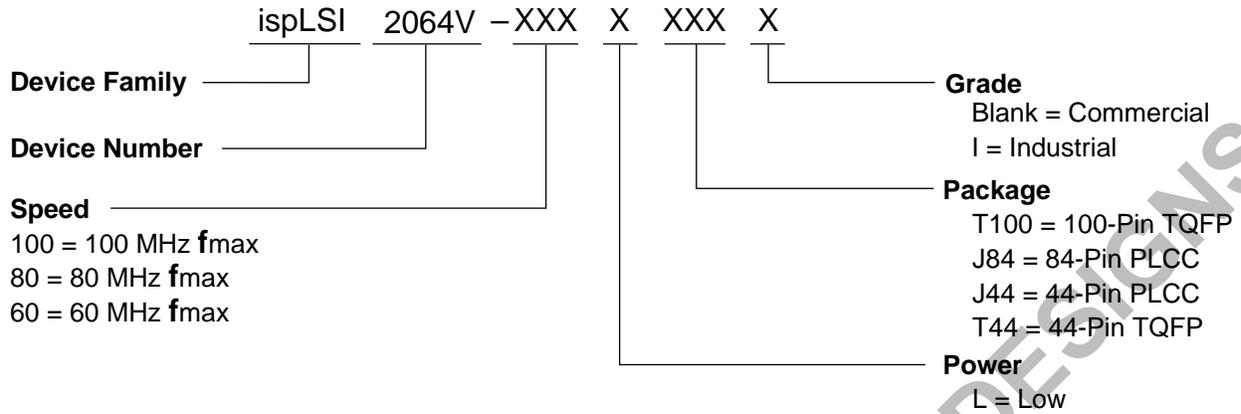 ispLSI 2064V – XXX X XXX X
Device Family
Device Number
Speed
100 = 100 MHz fmax
80 = 80 MHz fmax
60 = 60 MHz fmax
Grade
Blank = Commercial
I = Industrial
Package
T100 = 100-Pin TQFP
J84 = 84-Pin PLCC
J44 = 44-Pin PLCC
T44 = 44-Pin TQFP
Power
L = Low
DESIGNS